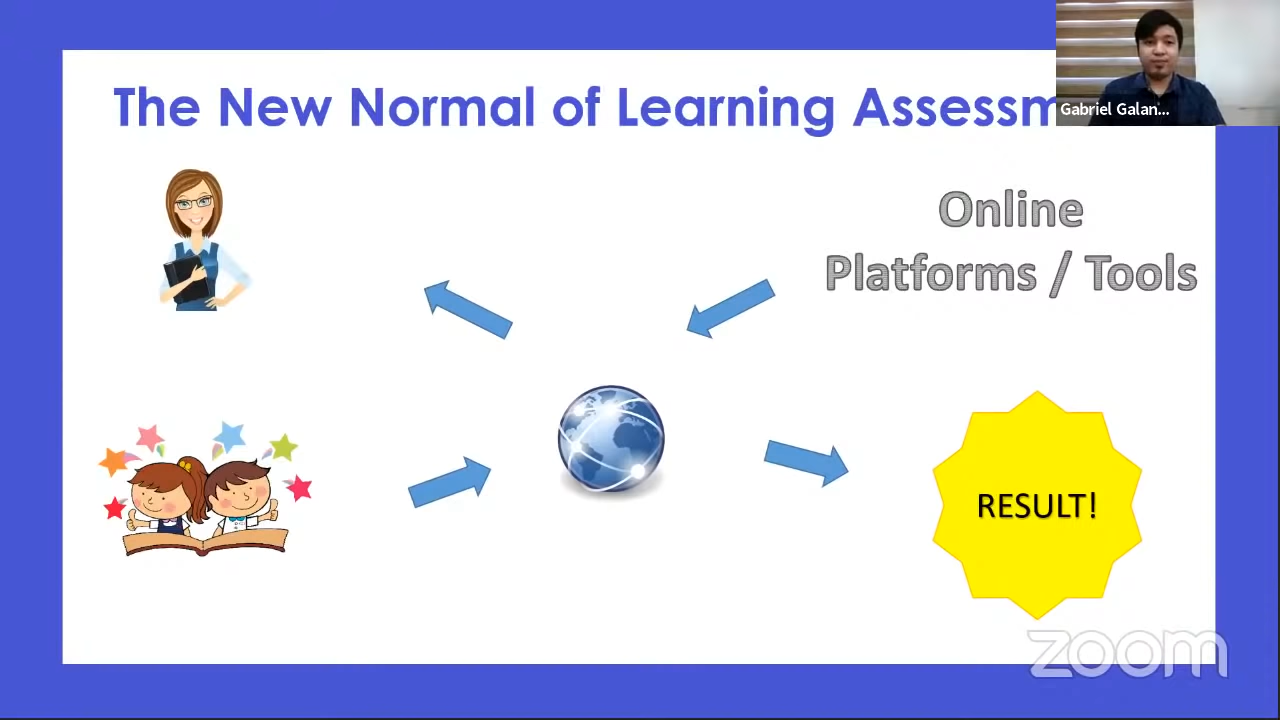 The New Normal of Learning Assessm
Gabriel Galan...
Online
Platforms / Tools
RESULT!
zoom